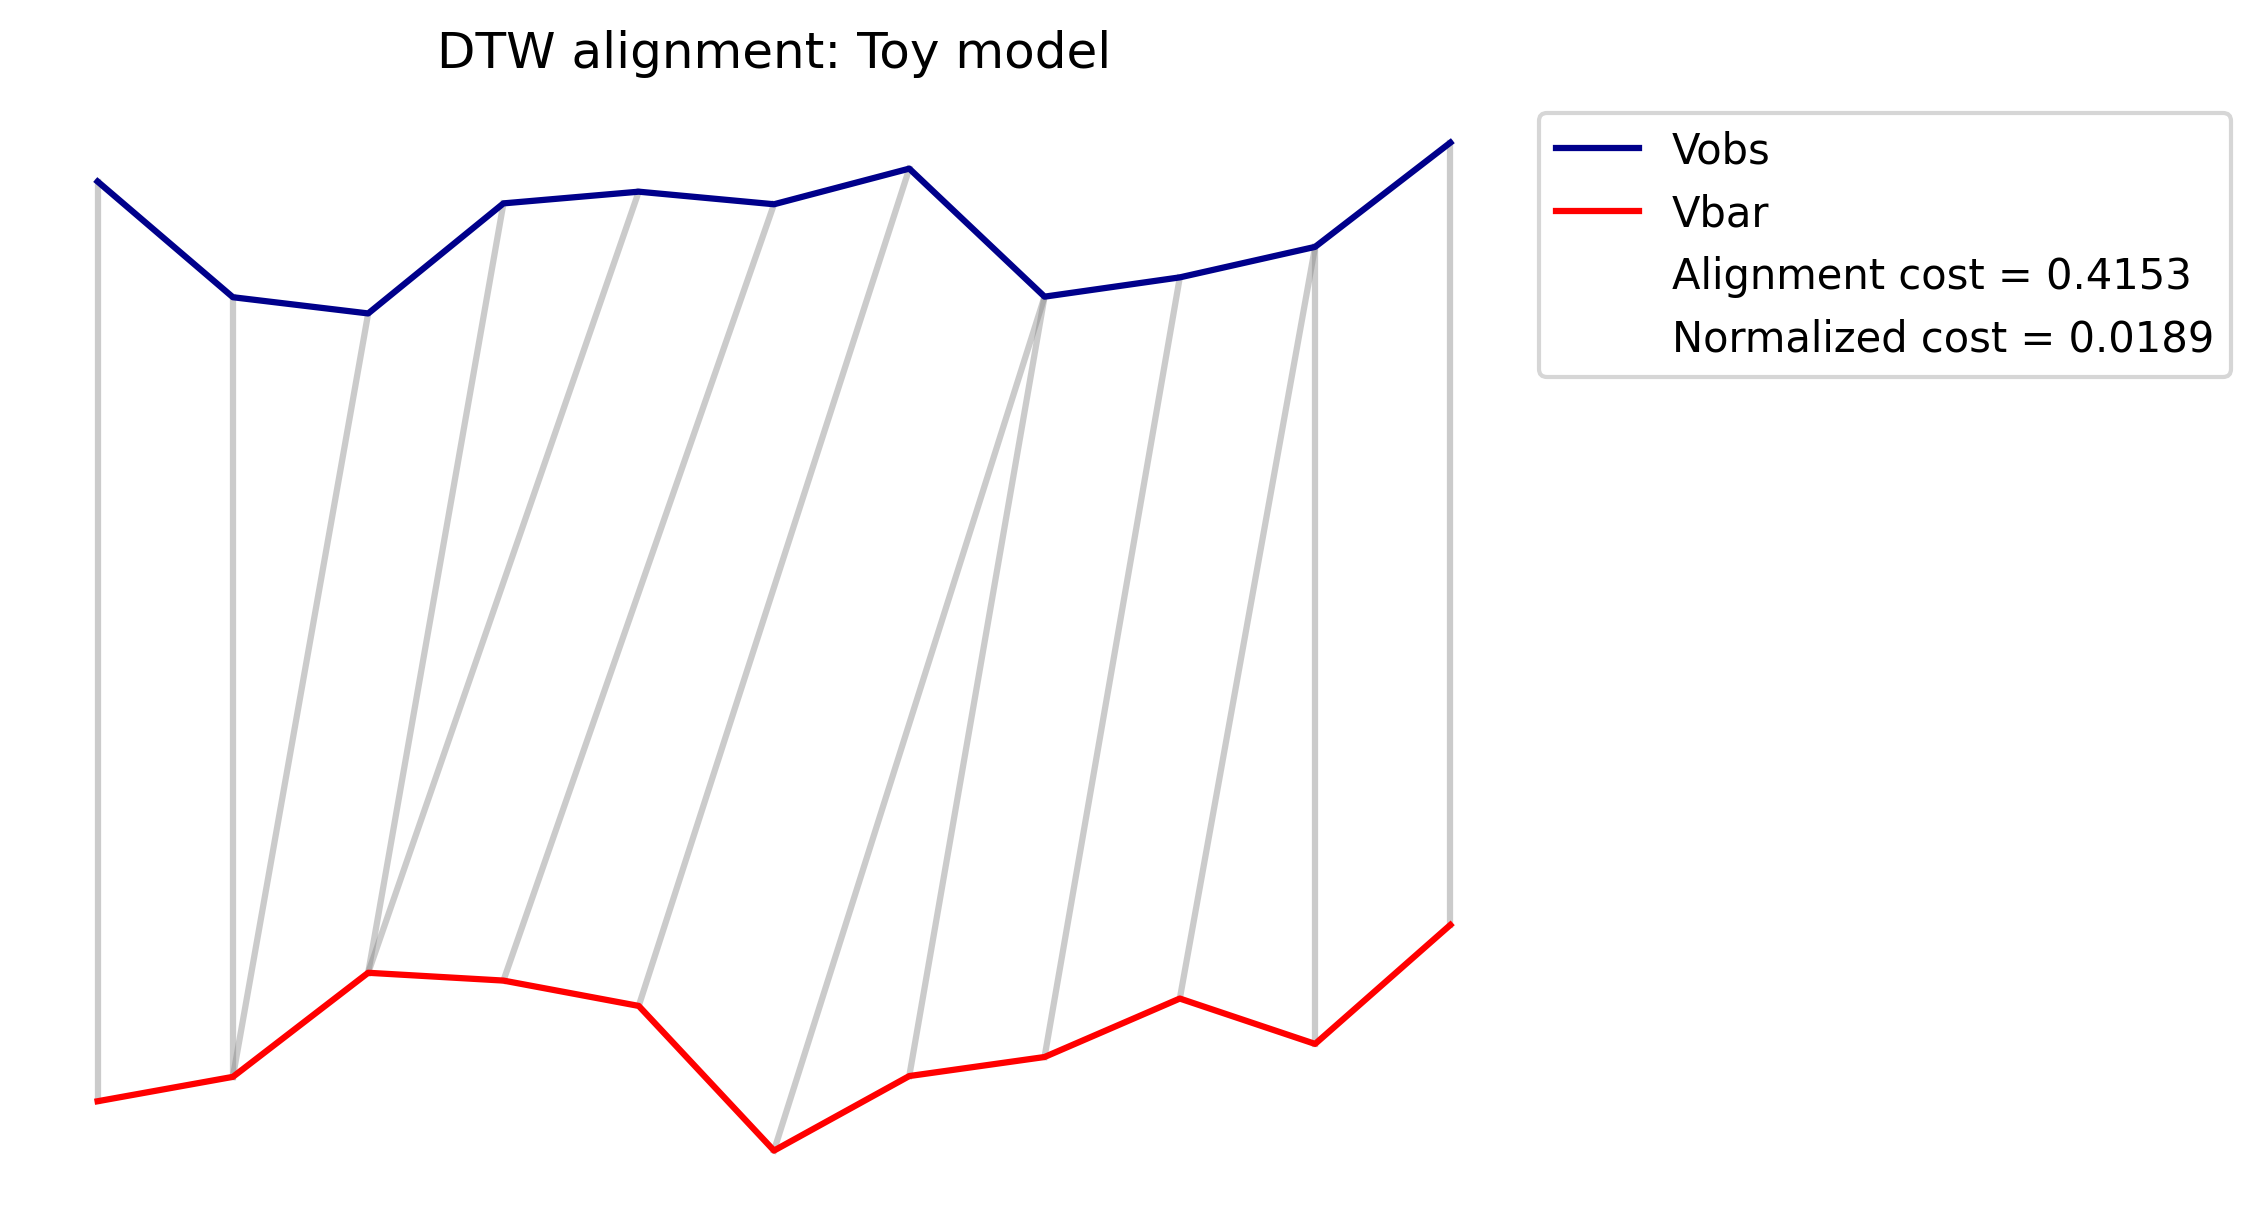 DTW alignment: Toy model
Vobs
Vbar
Alignment cost = 0.4153
Normalized cost = 0.0189